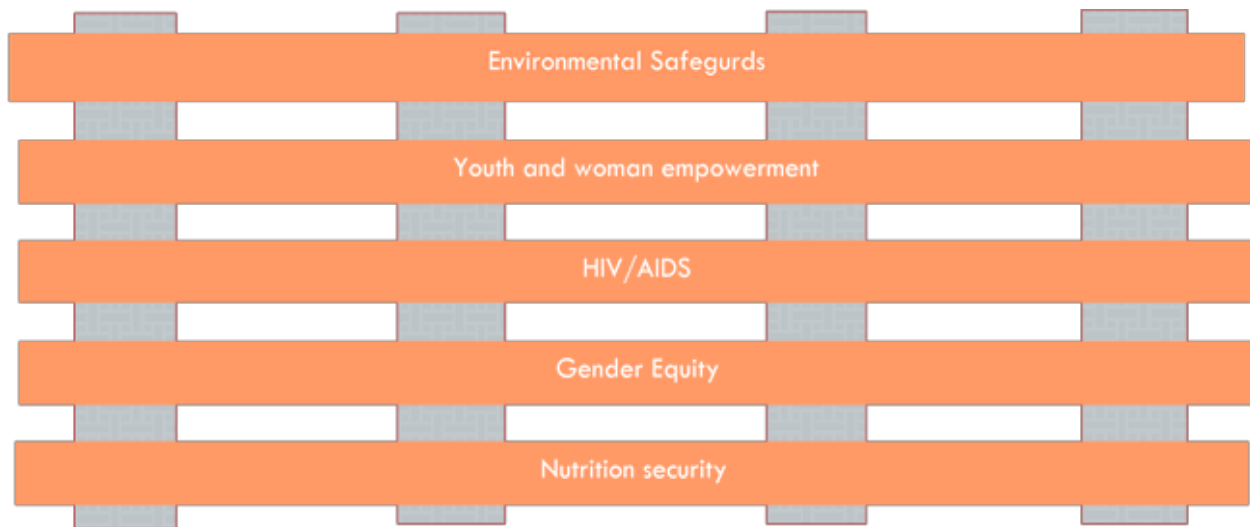 Environmental Safegurds
Youth and woman empowerment
HIV/AIDS
Gender Equity
Nutrition security